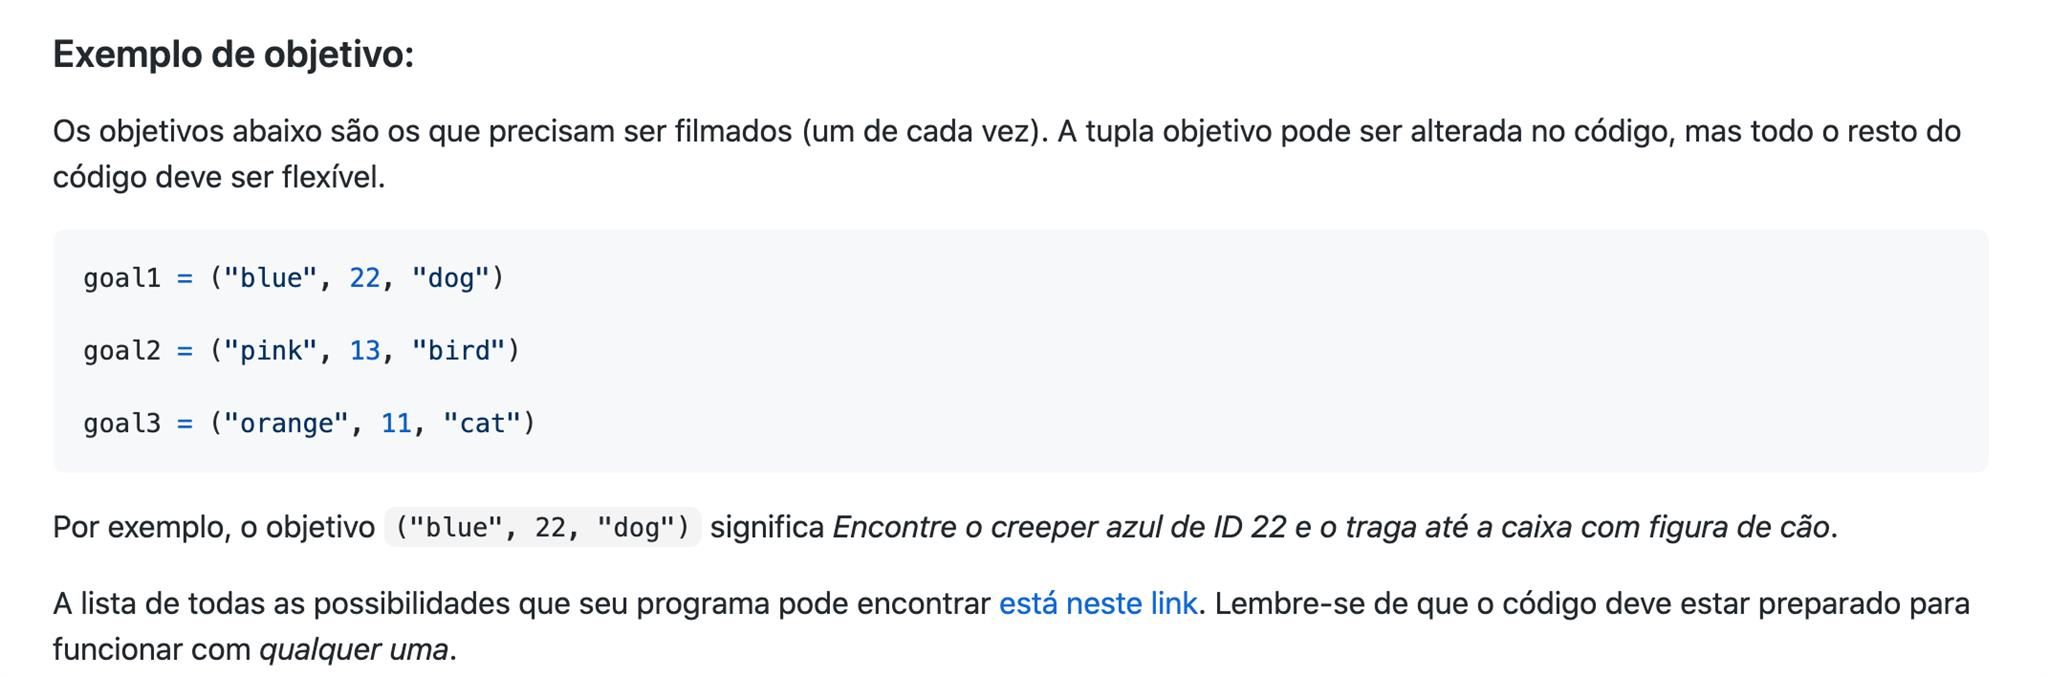 Exemplo de objetivo:
Os objetivos abaixo são os que precisam ser filmados (um de cada vez). A tupla objetivo pode ser alterada no código, mas todo o resto do
código deve ser flexível.
goal1 = ("blue", 22, "dog")
goal2 = ("pink", 13, "bird")
goal3 = ("orange", 11, "cat")
Por exemplo, o objetivo ("blue", 22, "dog") significa Encontre o creeper azul de ID 22 e o traga até a caixa com figura de cão.
A lista de todas as possibilidades que seu programa pode encontrar está neste link. Lembre-se de que o código deve estar preparado para
funcionar com qualquer uma.